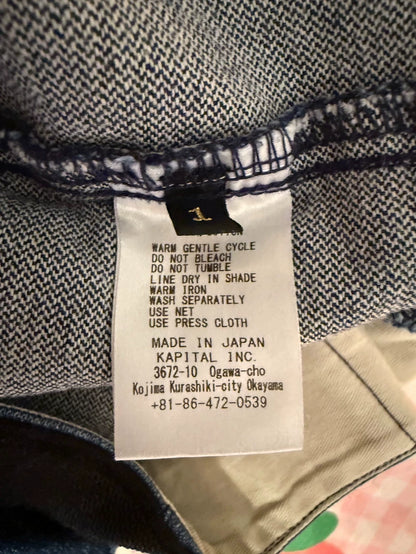 1
WARM GENTLE CYCLE
DO NOT BLEACH
DO NOT TUMBLE
LINE DRY IN SHADE
WARM IRON
WASH SEPARATELY
USE NET
USE PRESS CLOTH
MADE IN JAPAN
KAPITAL INC.
3672-10 Ogawa-cho
Kojima Kurashiki-city Okayama
+81-86-472-0539